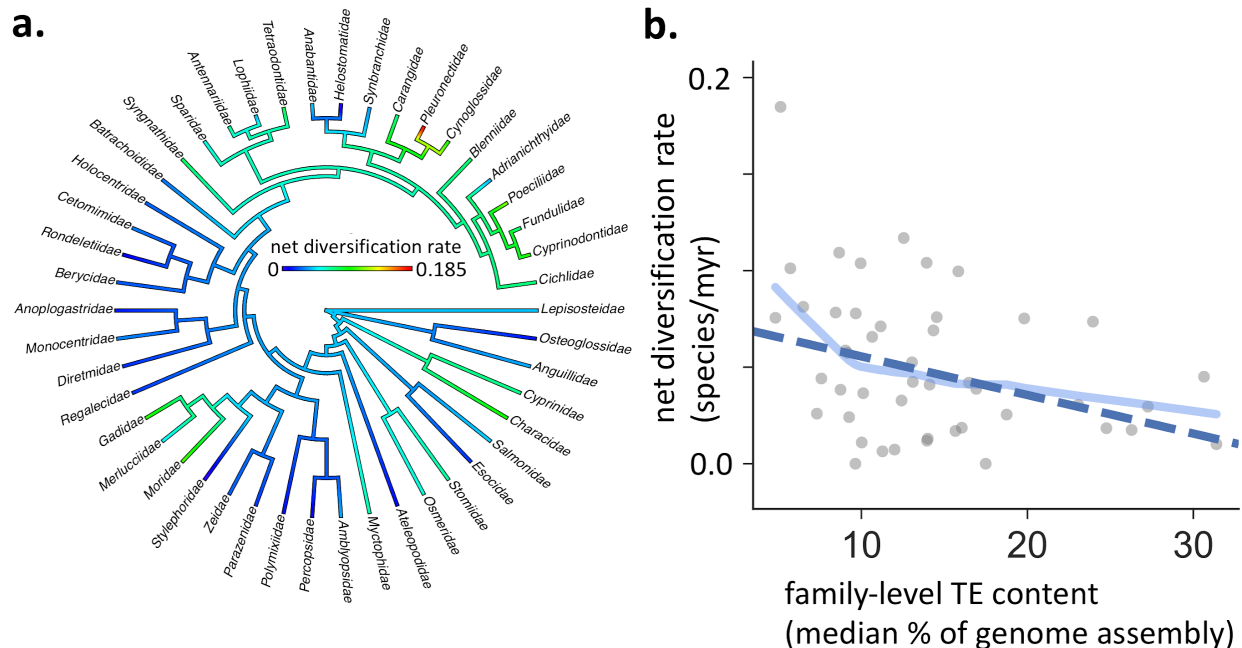 a.
Anabantidae
Helostomatidae
Synbranchidae
Carangidae
Pleuronectidae
Cynoglossidae
Blenniidae
Adrianichthyidae
Poeciliidae
Fundulidae
Cyprinodontidae
Cichlidae
Lepisosteidae
Osteoglossidae
Anguillidae
Cyprinidae
Characidae
Salmonidae
Esocidae
Stomiidae
Osmeridae
Ateleopodidae
Myctophidae
Amblyopsidae
Percopsidae
Polymixiidae
Parazenidae
Zeidae
Stylephoridae
Moridae
Merlucciidae
Gadidae
Regalecidae
Diretmidae
Monocentridae
Anoplogastridae
Berycidae
Rondeletiidae
Cetomimidae
Holocentridae
Batrachoididae
Syngnathidae
Sparidae
Antennariidae
Lophiidae
Tetraodontidae
net diversification rate
0 0.185
b.
net diversification rate
(species/myr)
0.2
0.0
10 20 30
family-level TE content
(median % of genome assembly)